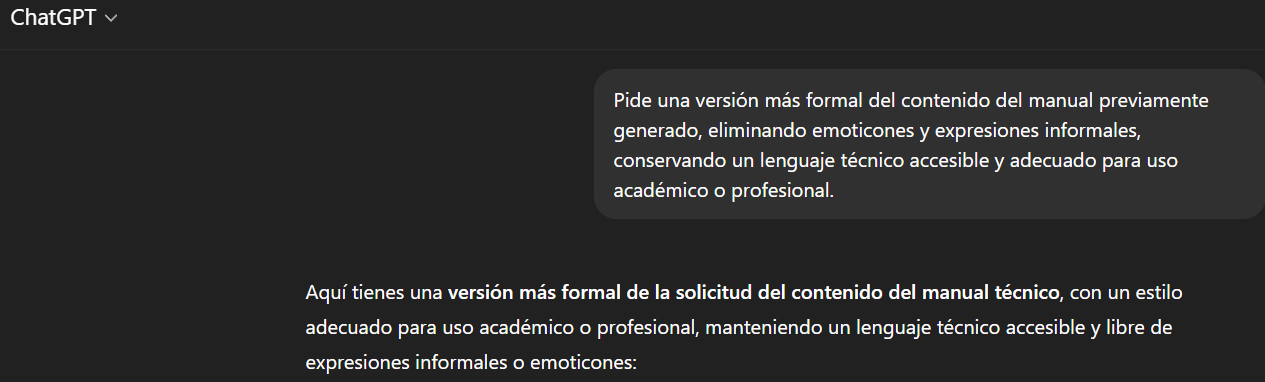 ChatGPT
Pide una versión más formal del contenido del manual previamente
generado, eliminando emoticones y expresiones informales,
conservando un lenguaje técnico accesible y adecuado para uso
académico o profesional.
Aquí tienes una versión más formal de la solicitud del contenido del manual técnico, con un estilo
adecuado para uso académico o profesional, manteniendo un lenguaje técnico accesible y libre de
expresiones informales o emoticones: